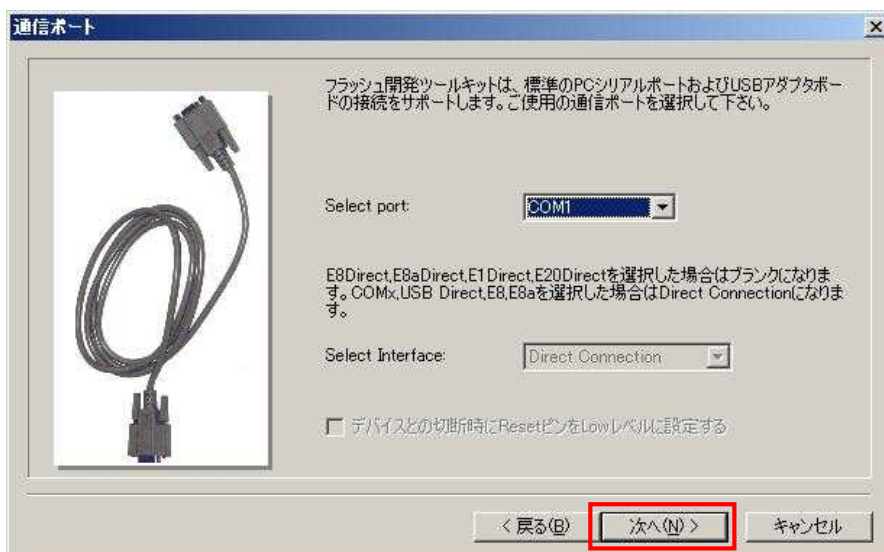 通信ポート
フラッシュ開発ツールキットは、標準のPCシリアルポートおよびUSBアダプタボー
ドの接続をサポートします。ご使用の通信ポートを選択して下さい。
Select port:
COM1
E8Direct,E8aDirect,E1Direct,E20Directを選択した場合はブランクになりま
す。COMx,USB Direct,E8,E8aを選択した場合はDirect Connectionになりま
す。
Select Interface:
Direct Connection
デバイスとの切断時にResetピンをLowレベルに設定する
< 戻る(B)
次へ(N) >
キャンセル